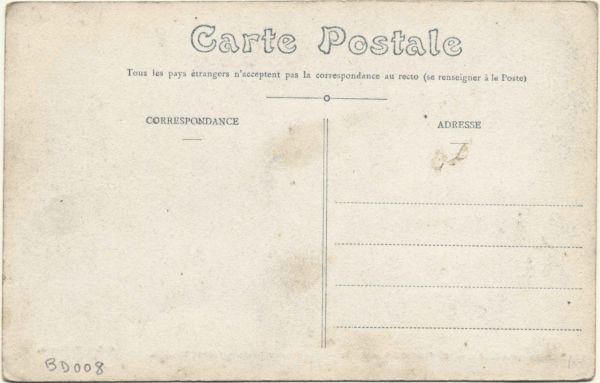 Carte Postale
Tous les pays étrangers n'acceptent pas la correspondance au recto (se renseigner à la Poste)
CORRESPONDANCE
ADRESSE
BD008